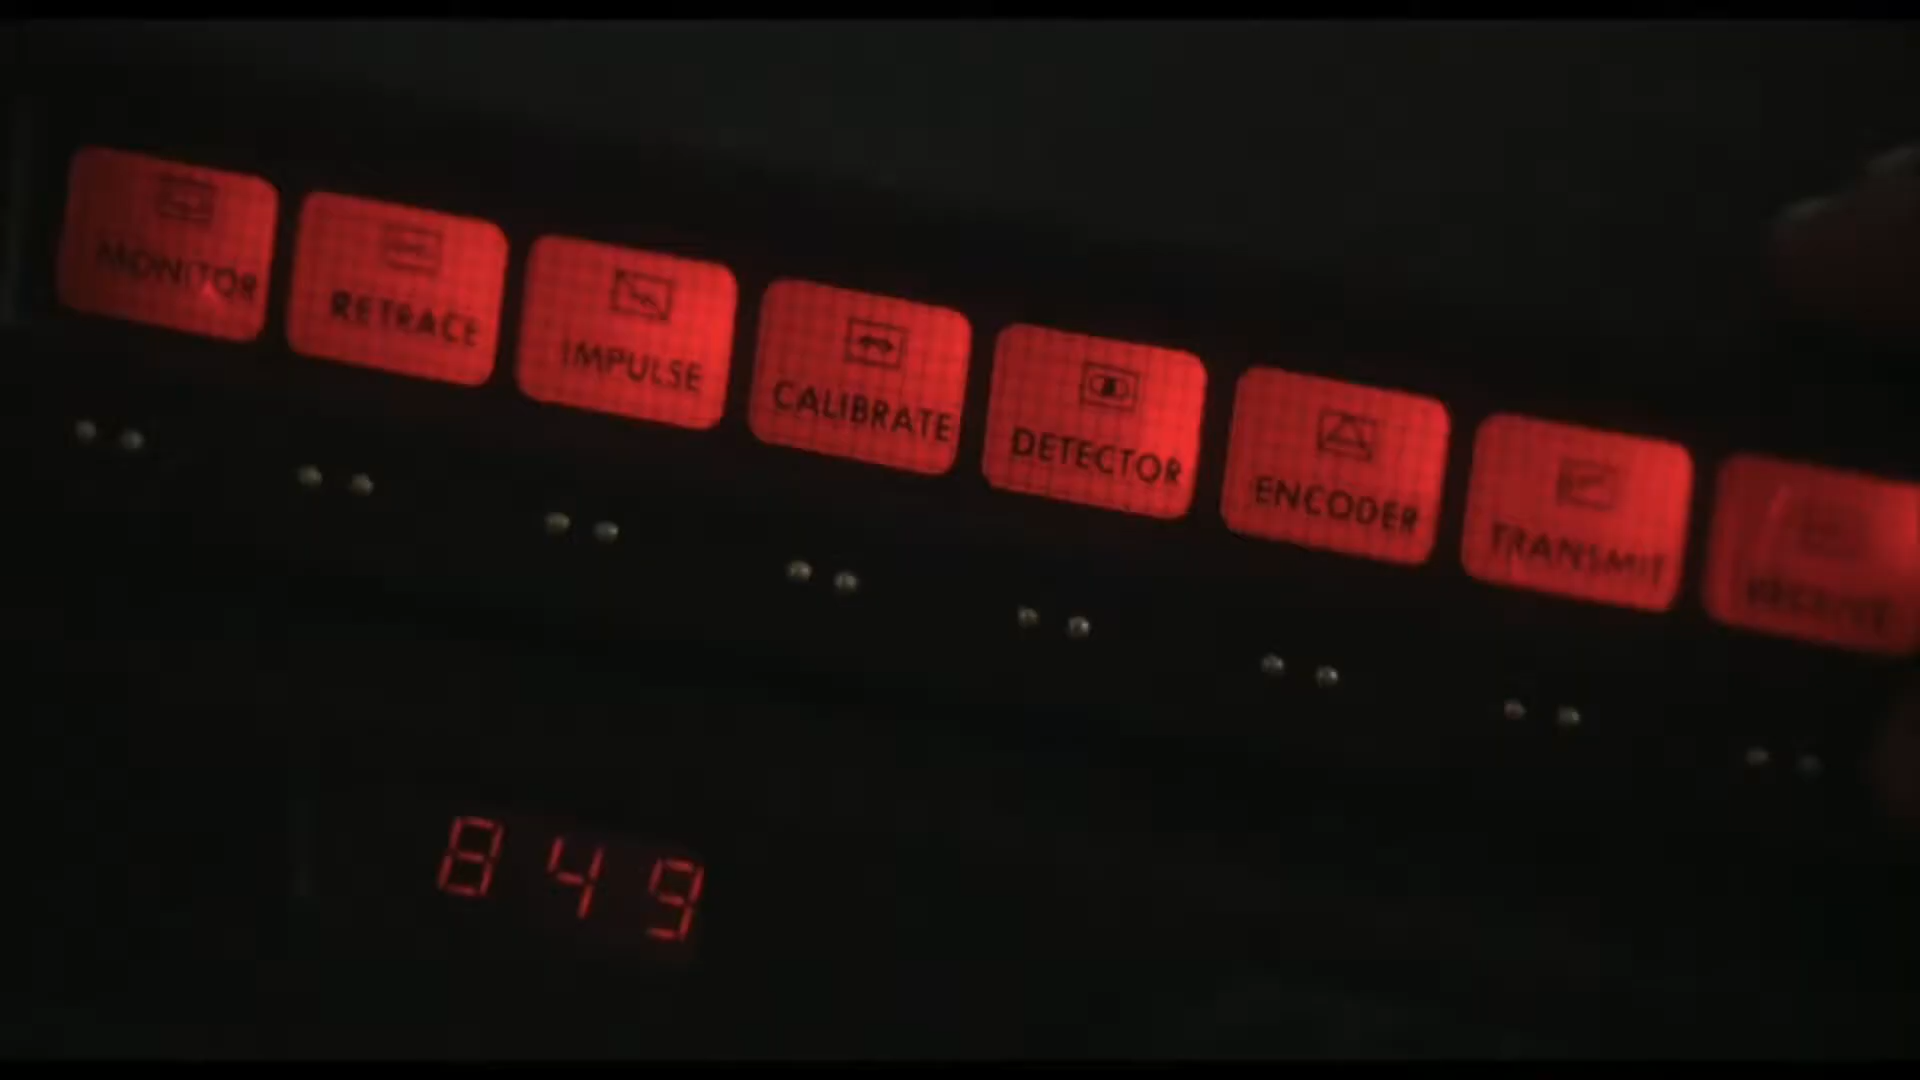 MONITOR
RETRACE
IMPULSE
CALIBRATE
DETECTOR
ENCODER
TRANSMIT
849